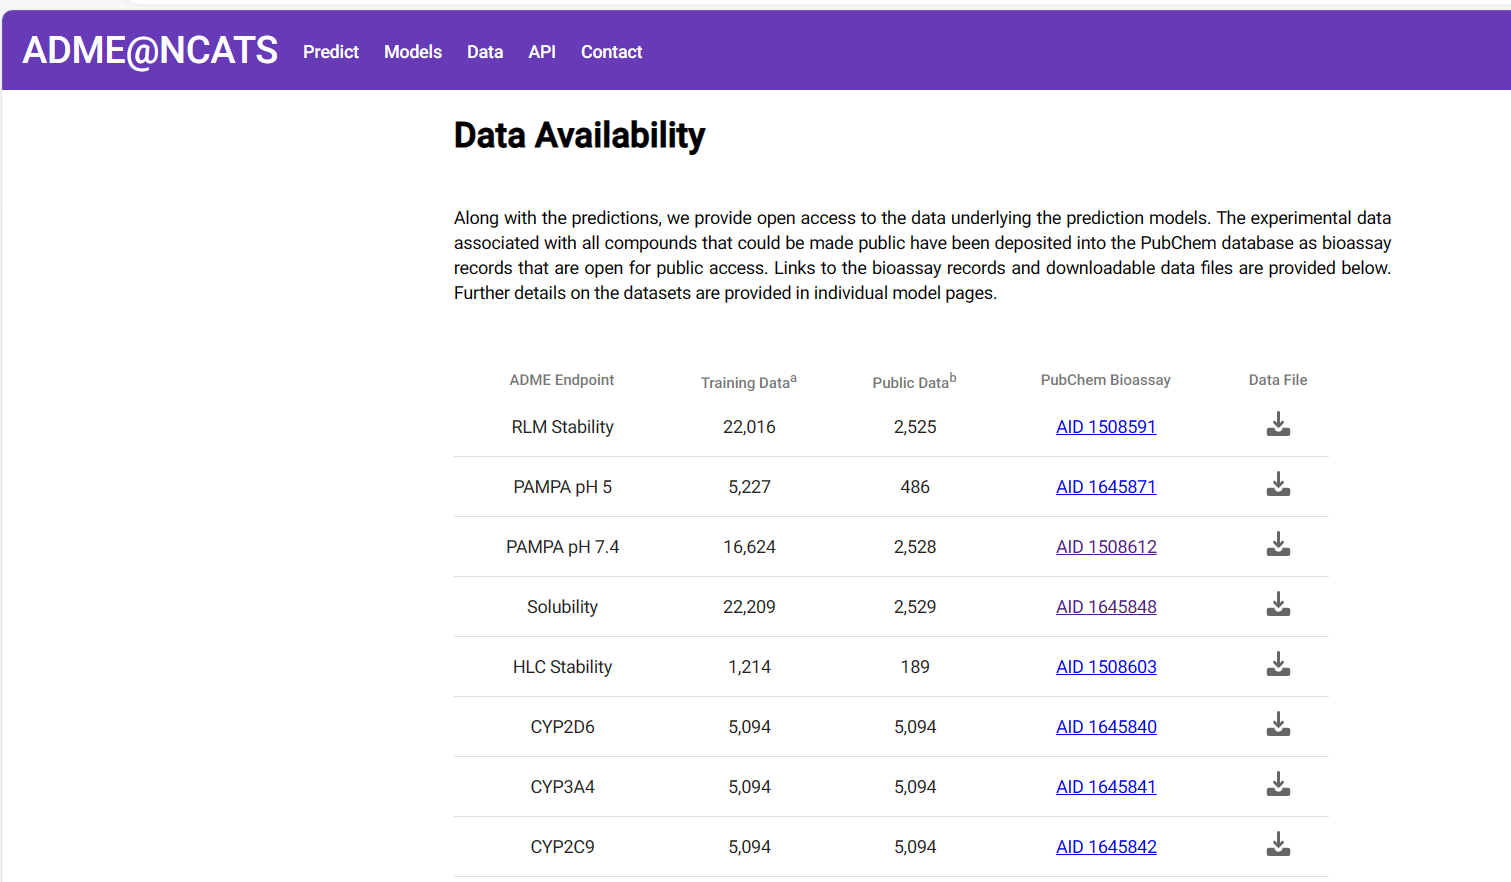 ADME@NCATS Predict Models Data API Contact
Data Availability
Along with the predictions, we provide open access to the data underlying the prediction models. The experimental data
associated with all compounds that could be made public have been deposited into the PubChem database as bioassay
records that are open for public access. Links to the bioassay records and downloadable data files are provided below.
Further details on the datasets are provided in individual model pages.
ADME Endpoint Training Dataᵃ Public Dataᵇ PubChem Bioassay Data File
RLM Stability 22,016 2,525 AID 1508591
PAMPA pH 5 5,227 486 AID 1645871
PAMPA pH 7.4 16,624 2,528 AID 1508612
Solubility 22,209 2,529 AID 1645848
HLC Stability 1,214 189 AID 1508603
CYP2D6 5,094 5,094 AID 1645840
CYP3A4 5,094 5,094 AID 1645841
CYP2C9 5,094 5,094 AID 1645842